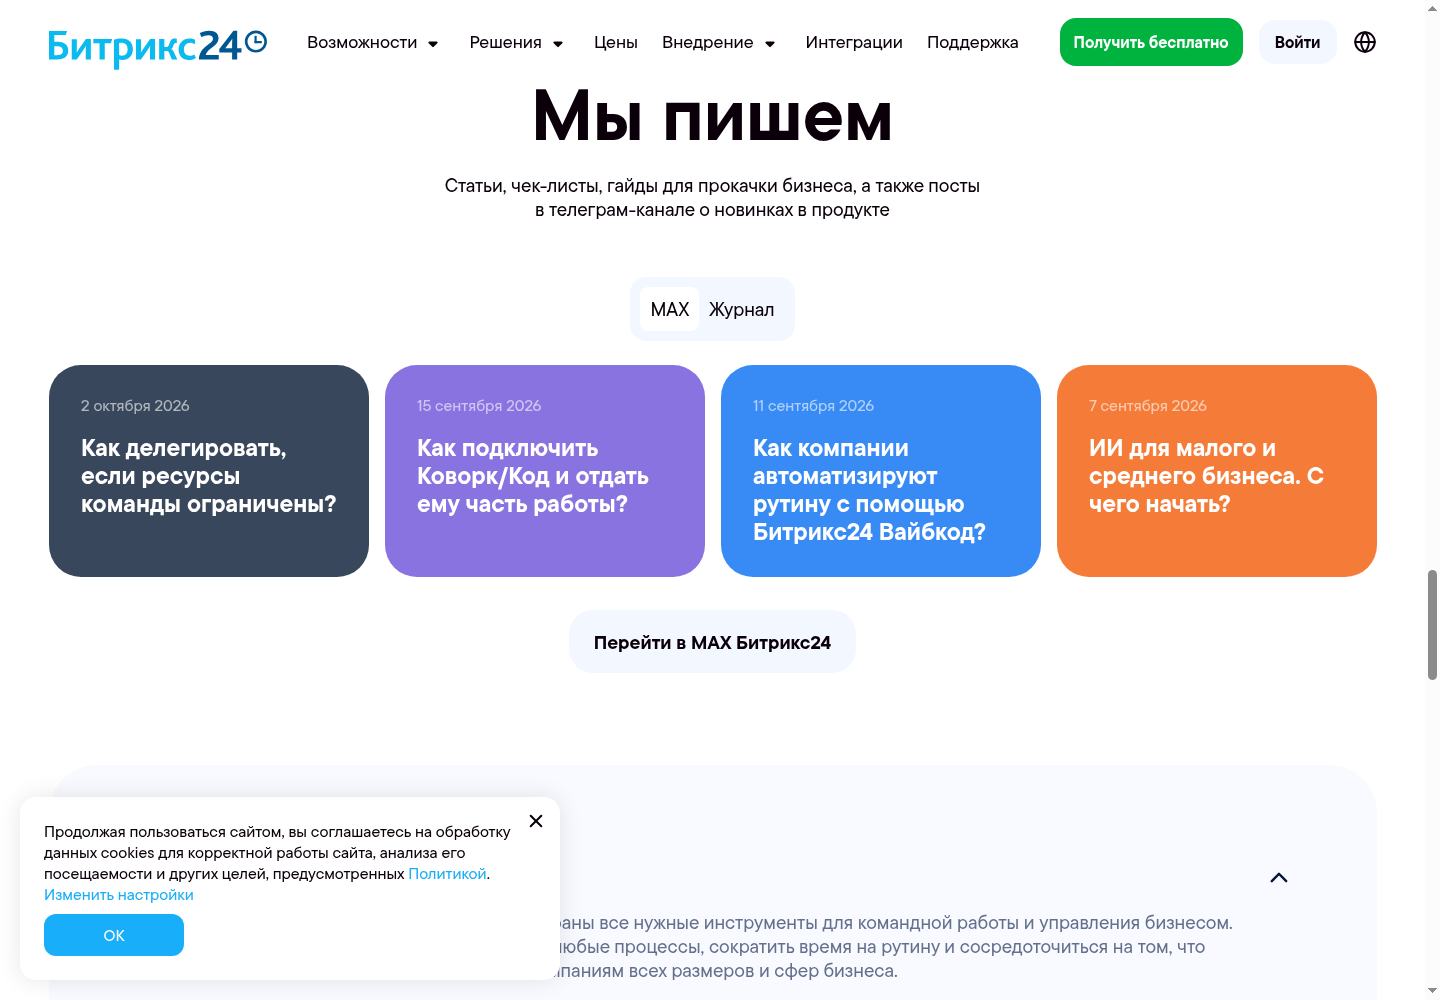 Битрикс24
Возможности
Решения
Цены
Внедрение
Интеграции
Поддержка
Получить бесплатно
Войти
Мы пишем
Статьи, чек-листы, гайды для прокачки бизнеса, а также посты
в телеграм-канале о новинках в продукте
MAX
Журнал
2 октября 2026
Как делегировать,
если ресурсы
команды ограничены?
15 сентября 2026
Как подключить
Коворк/Код и отдать
ему часть работы?
11 сентября 2026
Как компании
автоматизируют
рутину с помощью
Битрикс24 Вайбкод?
7 сентября 2026
ИИ для малого и
среднего бизнеса. С
чего начать?
Перейти в MAX Битрикс24
все нужные инструменты для командной работы и управления бизнесом.
процессы, сократить время на рутину и сосредоточиться на том, что
всех размеров и сфер бизнеса.
Продолжая пользоваться сайтом, вы соглашаетесь на обработку
данных cookies для корректной работы сайта, анализа его
посещаемости и других целей, предусмотренных Политикой.
Изменить настройки
OK